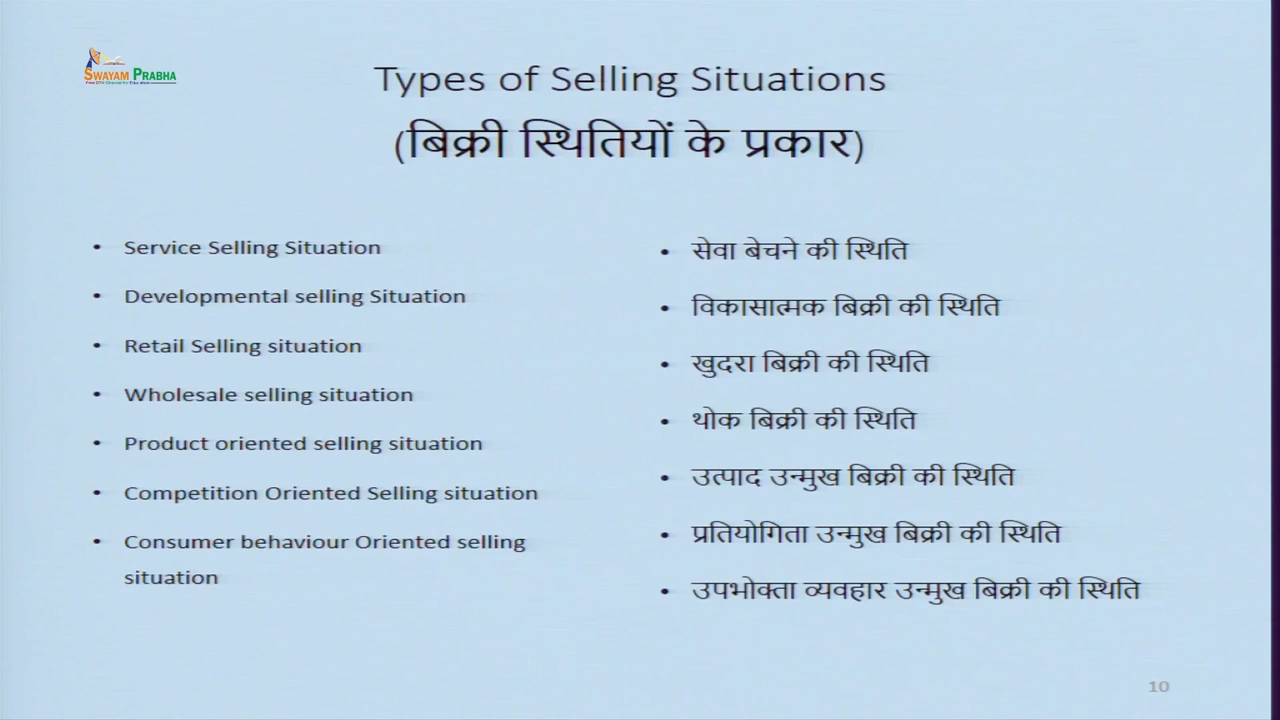 SWAYAM PRABHA
Types of Selling Situations
(बिक्री स्थितियों के प्रकार)
• Service Selling Situation
• Developmental selling Situation
• Retail Selling situation
• Wholesale selling situation
• Product oriented selling situation
• Competition Oriented Selling situation
• Consumer behaviour Oriented selling
situation
• सेवा बेचने की स्थिति
• विकासात्मक बिक्री की स्थिति
• खुदरा बिक्री की स्थिति
• थोक बिक्री की स्थिति
• उत्पाद उन्मुख बिक्री की स्थिति
• प्रतियोगिता उन्मुख बिक्री की स्थिति
• उपभोक्ता व्यवहार उन्मुख बिक्री की स्थिति
10